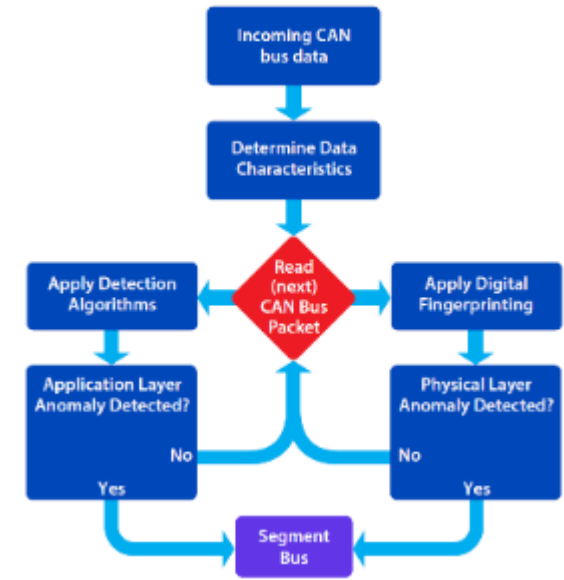 Incoming CAN
bus data
Determine Data
Characteristics
Read
(next)
CAN Bus
Packet
Apply Detection
Algorithms
Apply Digital
Fingerprinting
Application Layer
Anomaly Detected?
No
Yes
Physical Layer
Anomaly Detected?
No
Yes
Segment
Bus